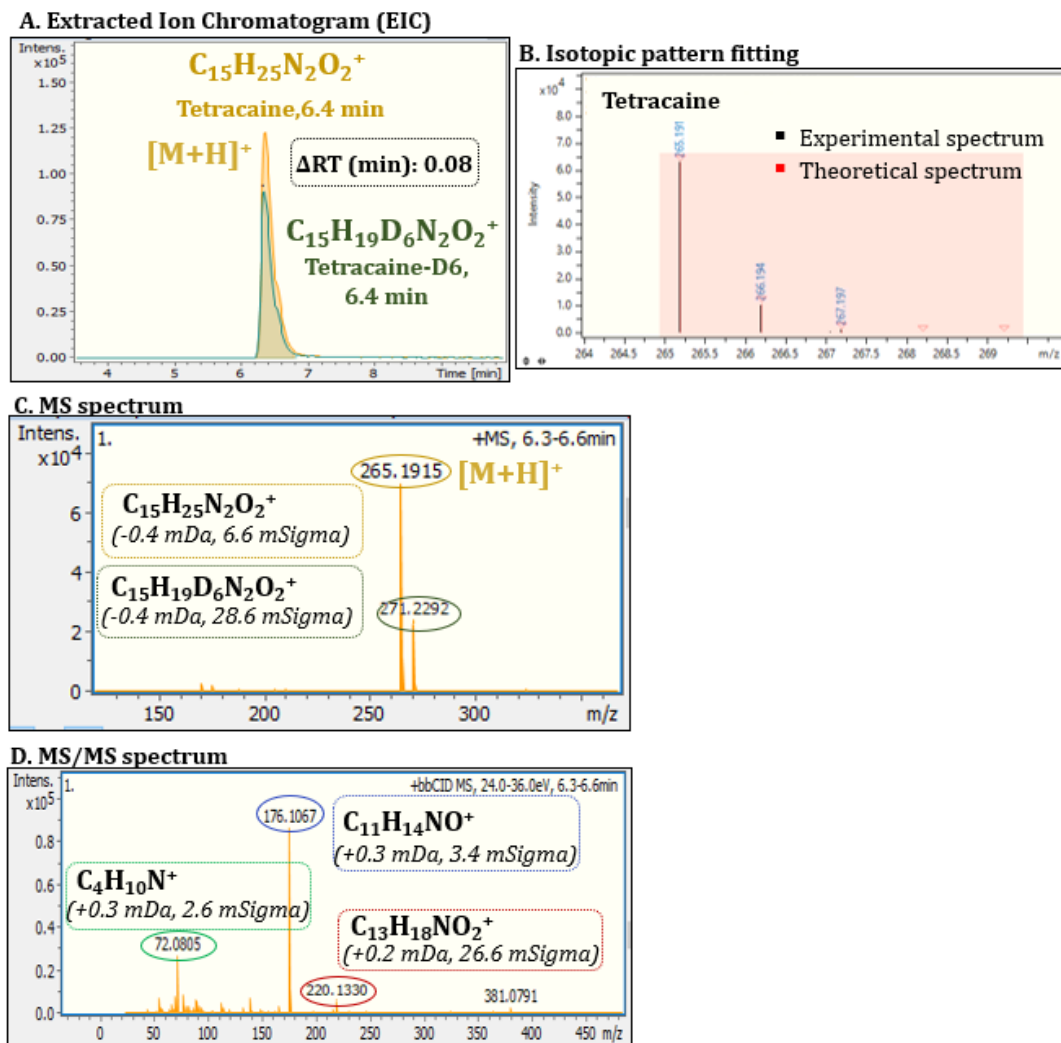 A. Extracted Ion Chromatogram (EIC)
Intens.
x10⁵
1.50
1.25
1.00
0.75
0.50
0.25
0.00
4 5 6 7 8 Time [min]
C₁₅H₂₅N₂O₂⁺
Tetracaine,6.4 min
[M+H]⁺
ΔRT (min): 0.08
C₁₅H₁₉D₆N₂O₂⁺
Tetracaine-D6,
6.4 min
B. Isotopic pattern fitting
x10⁴
8.0
7.0
6.0
5.0
4.0
3.0
2.0
1.0
0.0
Intensity
Tetracaine
Experimental spectrum
Theoretical spectrum
265.191
266.194
267.197
264 264.5 265 265.5 266 266.5 267 267.5 268 268.5 269 m/z
C. MS spectrum
Intens.
x10⁴
6
4
2
0
1.
+MS, 6.3-6.6min
265.1915
[M+H]⁺
C₁₅H₂₅N₂O₂⁺
(-0.4 mDa, 6.6 mSigma)
C₁₅H₁₉D₆N₂O₂⁺
(-0.4 mDa, 28.6 mSigma)
271.2292
150 200 250 300 m/z
D. MS/MS spectrum
Intens.
x10⁵
0.8
0.6
0.4
0.2
0.0
1.
+bbCID MS, 24.0-36.0eV, 6.3-6.6min
176.1067
C₁₁H₁₄NO⁺
(+0.3 mDa, 3.4 mSigma)
C₄H₁₀N⁺
(+0.3 mDa, 2.6 mSigma)
72.0805
C₁₃H₁₈NO₂⁺
(+0.2 mDa, 26.6 mSigma)
220.1330
381.0791
0 50 100 150 200 250 300 350 400 450 m/z